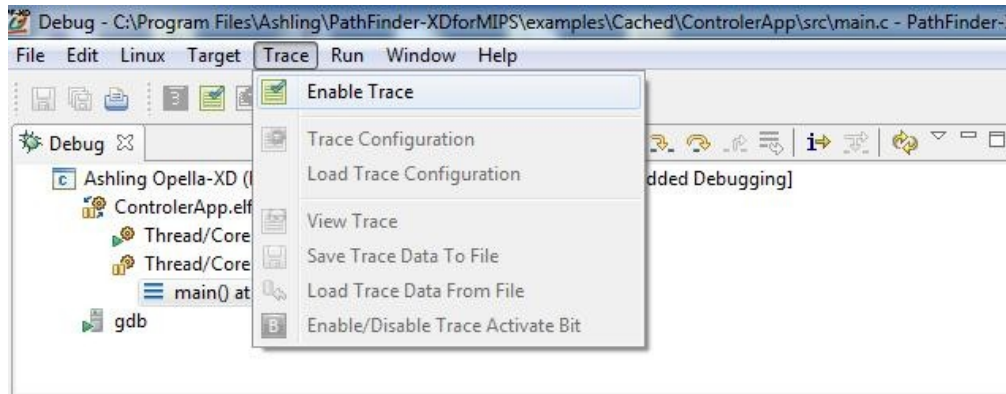 Debug - C:\Program Files\Ashling\PathFinder-XDforMIPS\examples\Cached\ControlerApp\src\main.c - PathFinder-
File Edit Linux Target Trace Run Window Help
Enable Trace
Debug
Trace Configuration
Ashling Opella-XD (
Load Trace Configuration
dded Debugging]
ControlerApp.elf
View Trace
Thread/Core
Save Trace Data To File
Thread/Core
main() at
Load Trace Data From File
gdb
Enable/Disable Trace Activate Bit